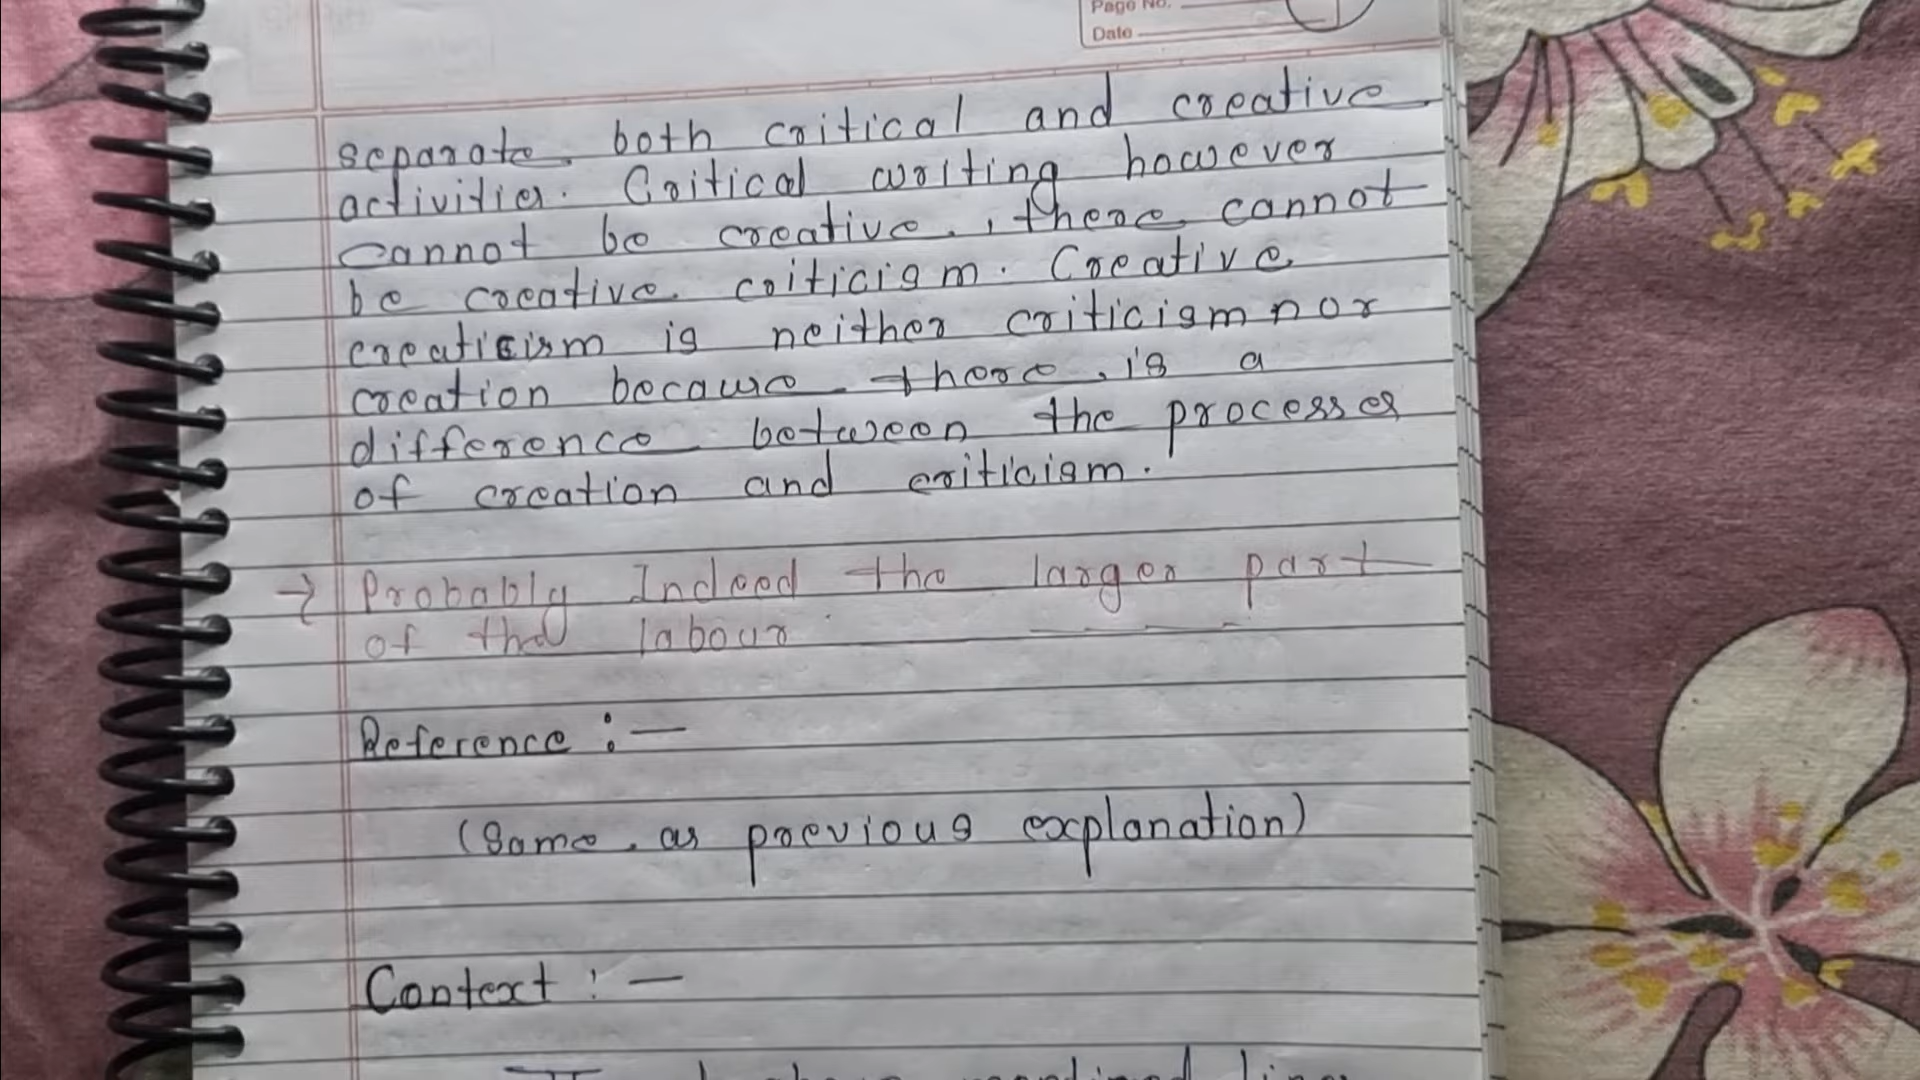 Page No.
Date
separate both critical and creative
activities. Critical writing however
cannot be creative, there cannot
be creative criticism. Creative
creaticism is neither criticism nor
creation because there is a
difference between the processes
of creation and criticism.
→ Probably Indeed the larger part
of the labour
Reference :—
(Same as previous explanation)
Context :—